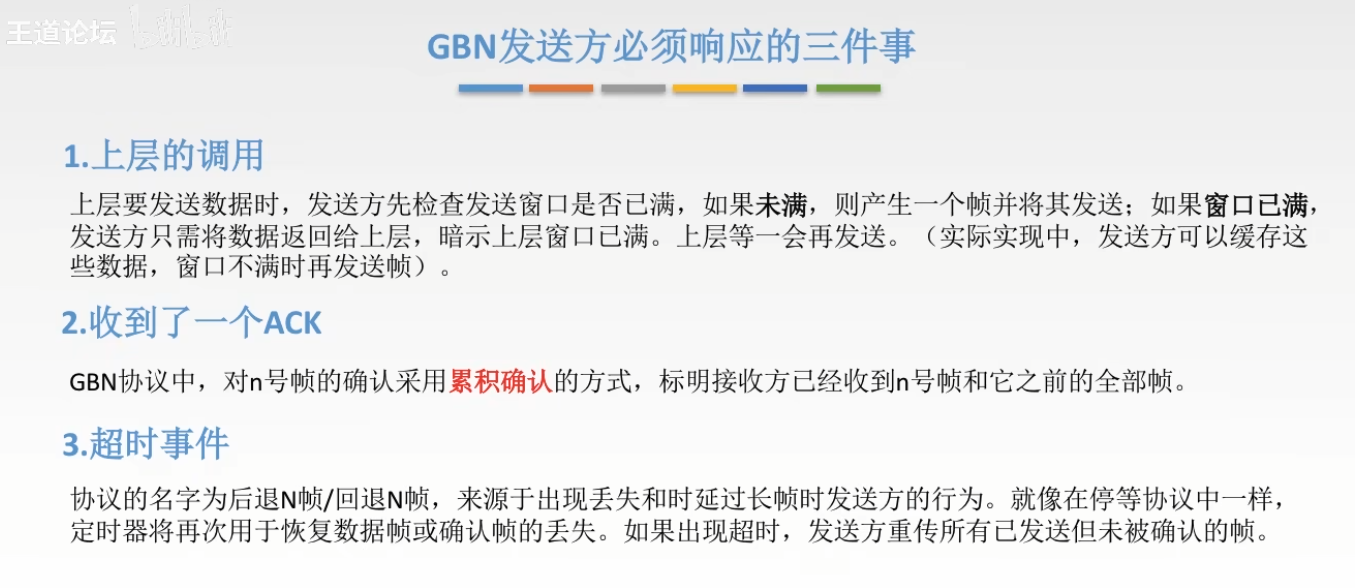 王道论坛 bilibili
GBN发送方必须响应的三件事
1.上层的调用
上层要发送数据时，发送方先检查发送窗口是否已满，如果未满，则产生一个帧并将其发送；如果窗口已满，
发送方只需将数据返回给上层，暗示上层窗口已满。上层等一会再发送。（实际实现中，发送方可以缓存这
些数据，窗口不满时再发送帧）。
2.收到了一个ACK
GBN协议中，对n号帧的确认采用累积确认的方式，标明接收方已经收到n号帧和它之前的全部帧。
3.超时事件
协议的名字为后退N帧/回退N帧，来源于出现丢失和时延过长帧时发送方的行为。就像在停等协议中一样，
定时器将再次用于恢复数据帧或确认帧的丢失。如果出现超时，发送方重传所有已发送但未被确认的帧。